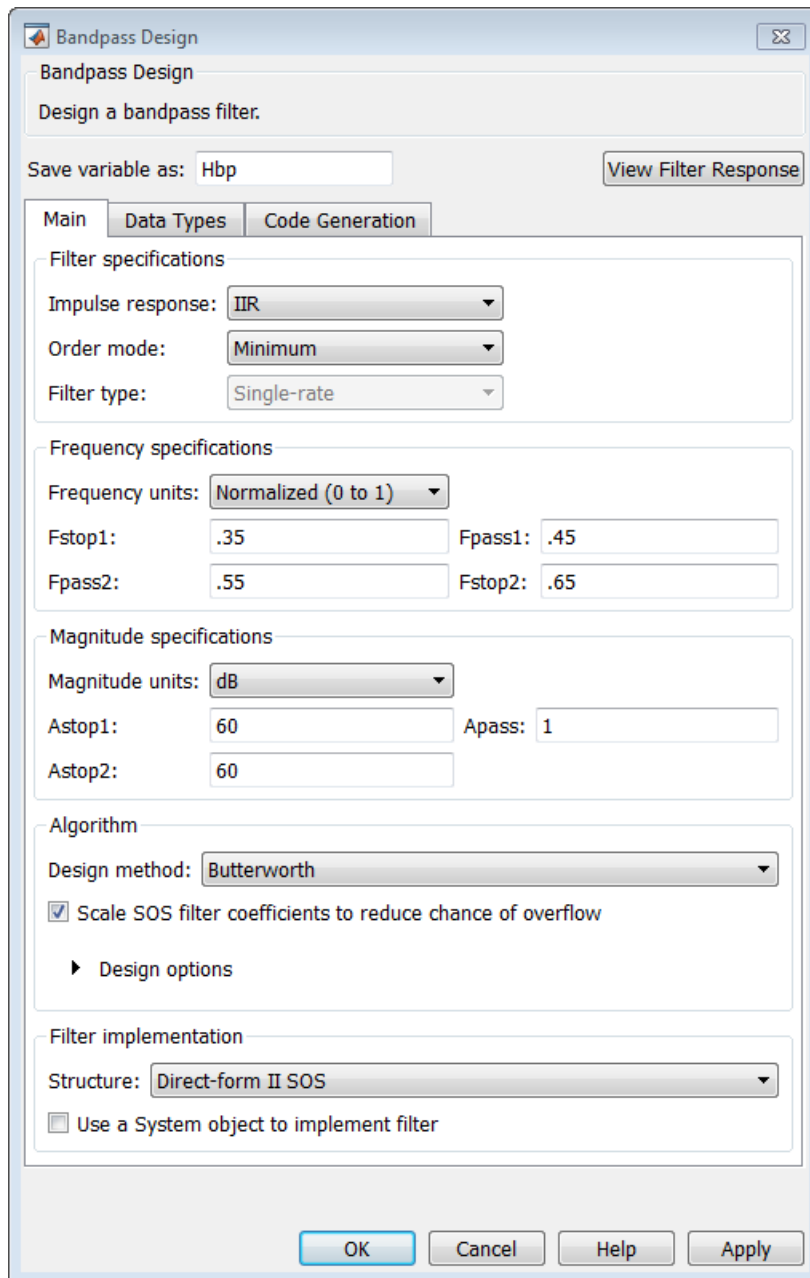 Bandpass Design
Bandpass Design
Design a bandpass filter.
Save variable as: Hbp View Filter Response
Main Data Types Code Generation
Filter specifications
Impulse response: IIR
Order mode: Minimum
Filter type: Single-rate
Frequency specifications
Frequency units: Normalized (0 to 1)
Fstop1: .35 Fpass1: .45
Fpass2: .55 Fstop2: .65
Magnitude specifications
Magnitude units: dB
Astop1: 60 Apass: 1
Astop2: 60
Algorithm
Design method: Butterworth
Scale SOS filter coefficients to reduce chance of overflow
Design options
Filter implementation
Structure: Direct-form II SOS
Use a System object to implement filter
OK Cancel Help Apply